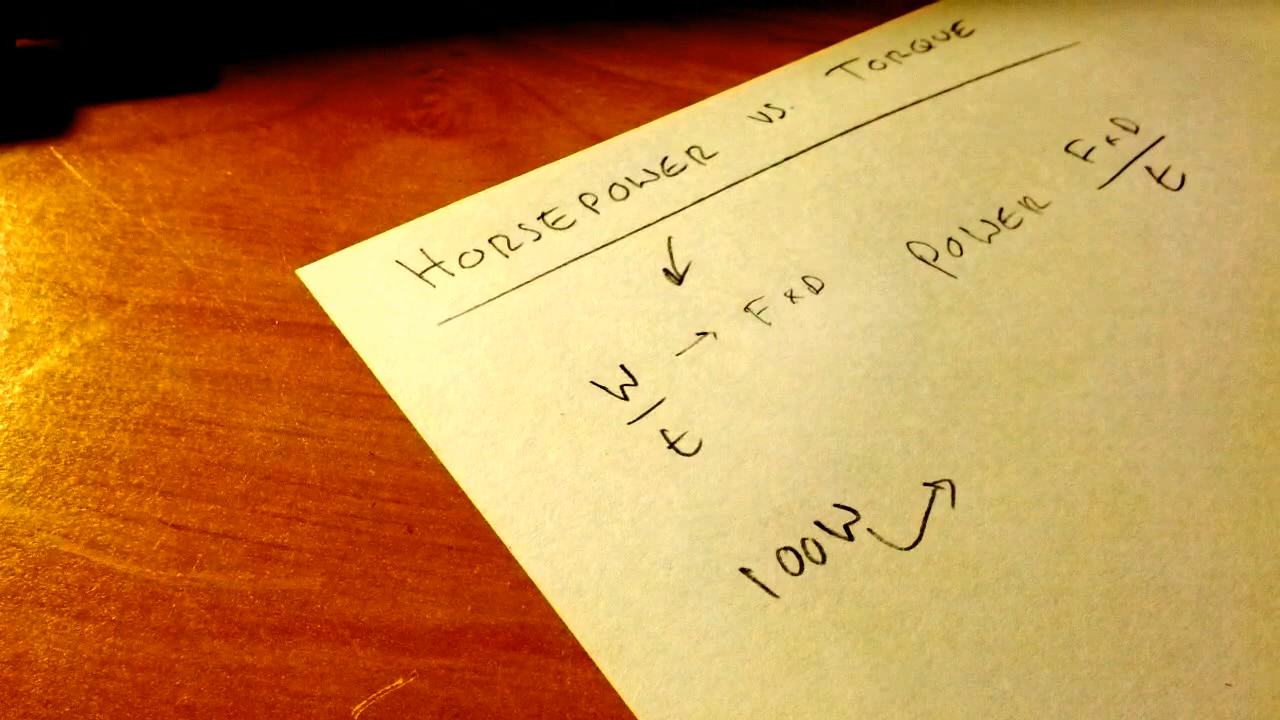 HORSEPOWER VS. TORQUE
↓
W/t → F x D
POWER F x D/t
100W